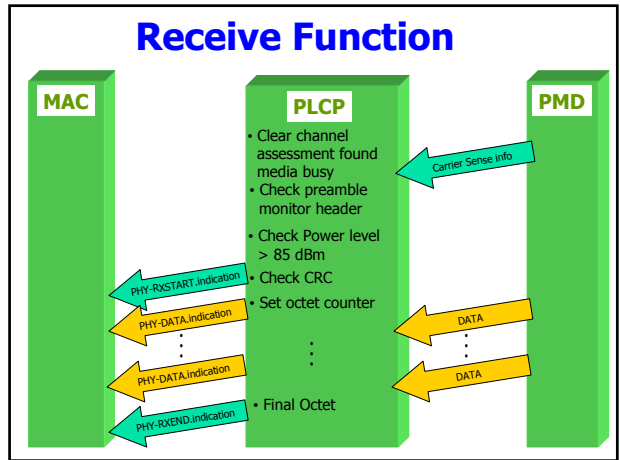 Receive Function
MAC
PLCP
PMD
• Clear channel
assessment found
media busy
• Check preamble
monitor header
• Check Power level
> 85 dBm
• Check CRC
• Set octet counter
• Final Octet
Carrier Sense info
PHY-RXSTART.indication
PHY-DATA.indication
DATA
PHY-DATA.indication
DATA
PHY-RXEND.indication